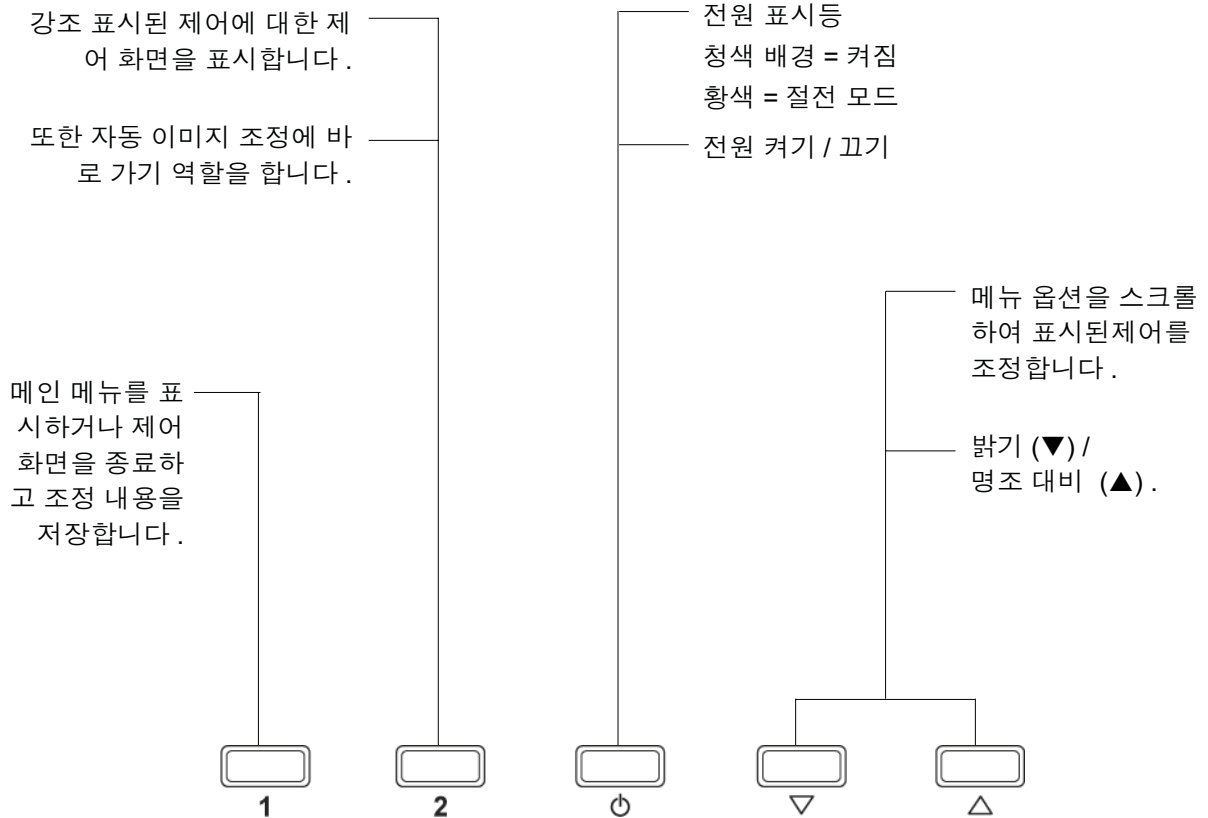 강조 표시된 제어에 대한 제
어 화면을 표시합니다 .
또한 자동 이미지 조정에 바
로 가기 역할을 합니다 .
전원 표시등
청색 배경 = 켜짐
황색 = 절전 모드
전원 켜기 / 끄기
메뉴 옵션을 스크롤
하여 표시된제어를
조정합니다 .
밝기 (▼) /
명조 대비 (▲) .
메인 메뉴를 표
시하거나 제어
화면을 종료하
고 조정 내용을
저장합니다 .
1
2
⏻
▽
△